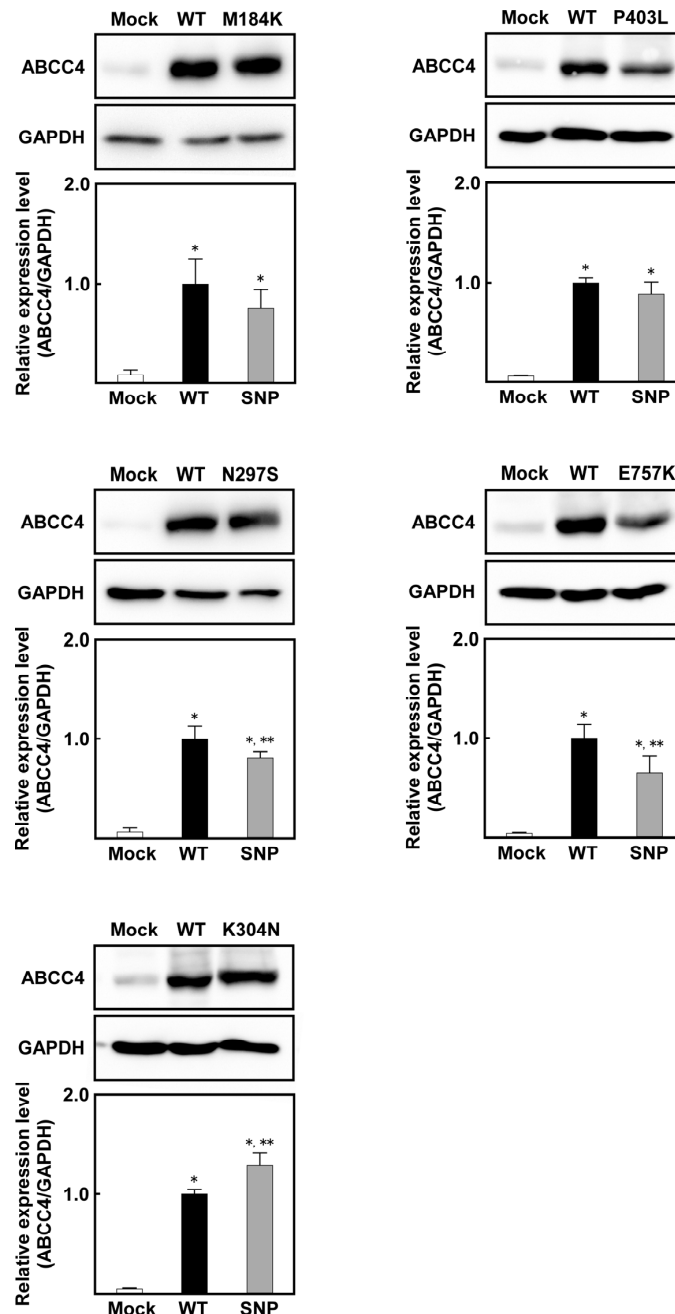 Mock WT M184K
ABCC4
GAPDH
Relative expression level
(ABCC4/GAPDH)
2.0
1.0
*
*
Mock WT SNP
Mock WT P403L
ABCC4
GAPDH
Relative expression level
(ABCC4/GAPDH)
2.0
1.0
*
*
Mock WT SNP
Mock WT N297S
ABCC4
GAPDH
Relative expression level
(ABCC4/GAPDH)
2.0
1.0
*
*, **
Mock WT SNP
Mock WT E757K
ABCC4
GAPDH
Relative expression level
(ABCC4/GAPDH)
2.0
1.0
*
*, **
Mock WT SNP
Mock WT K304N
ABCC4
GAPDH
Relative expression level
(ABCC4/GAPDH)
2.0
1.0
*
*, **
Mock WT SNP